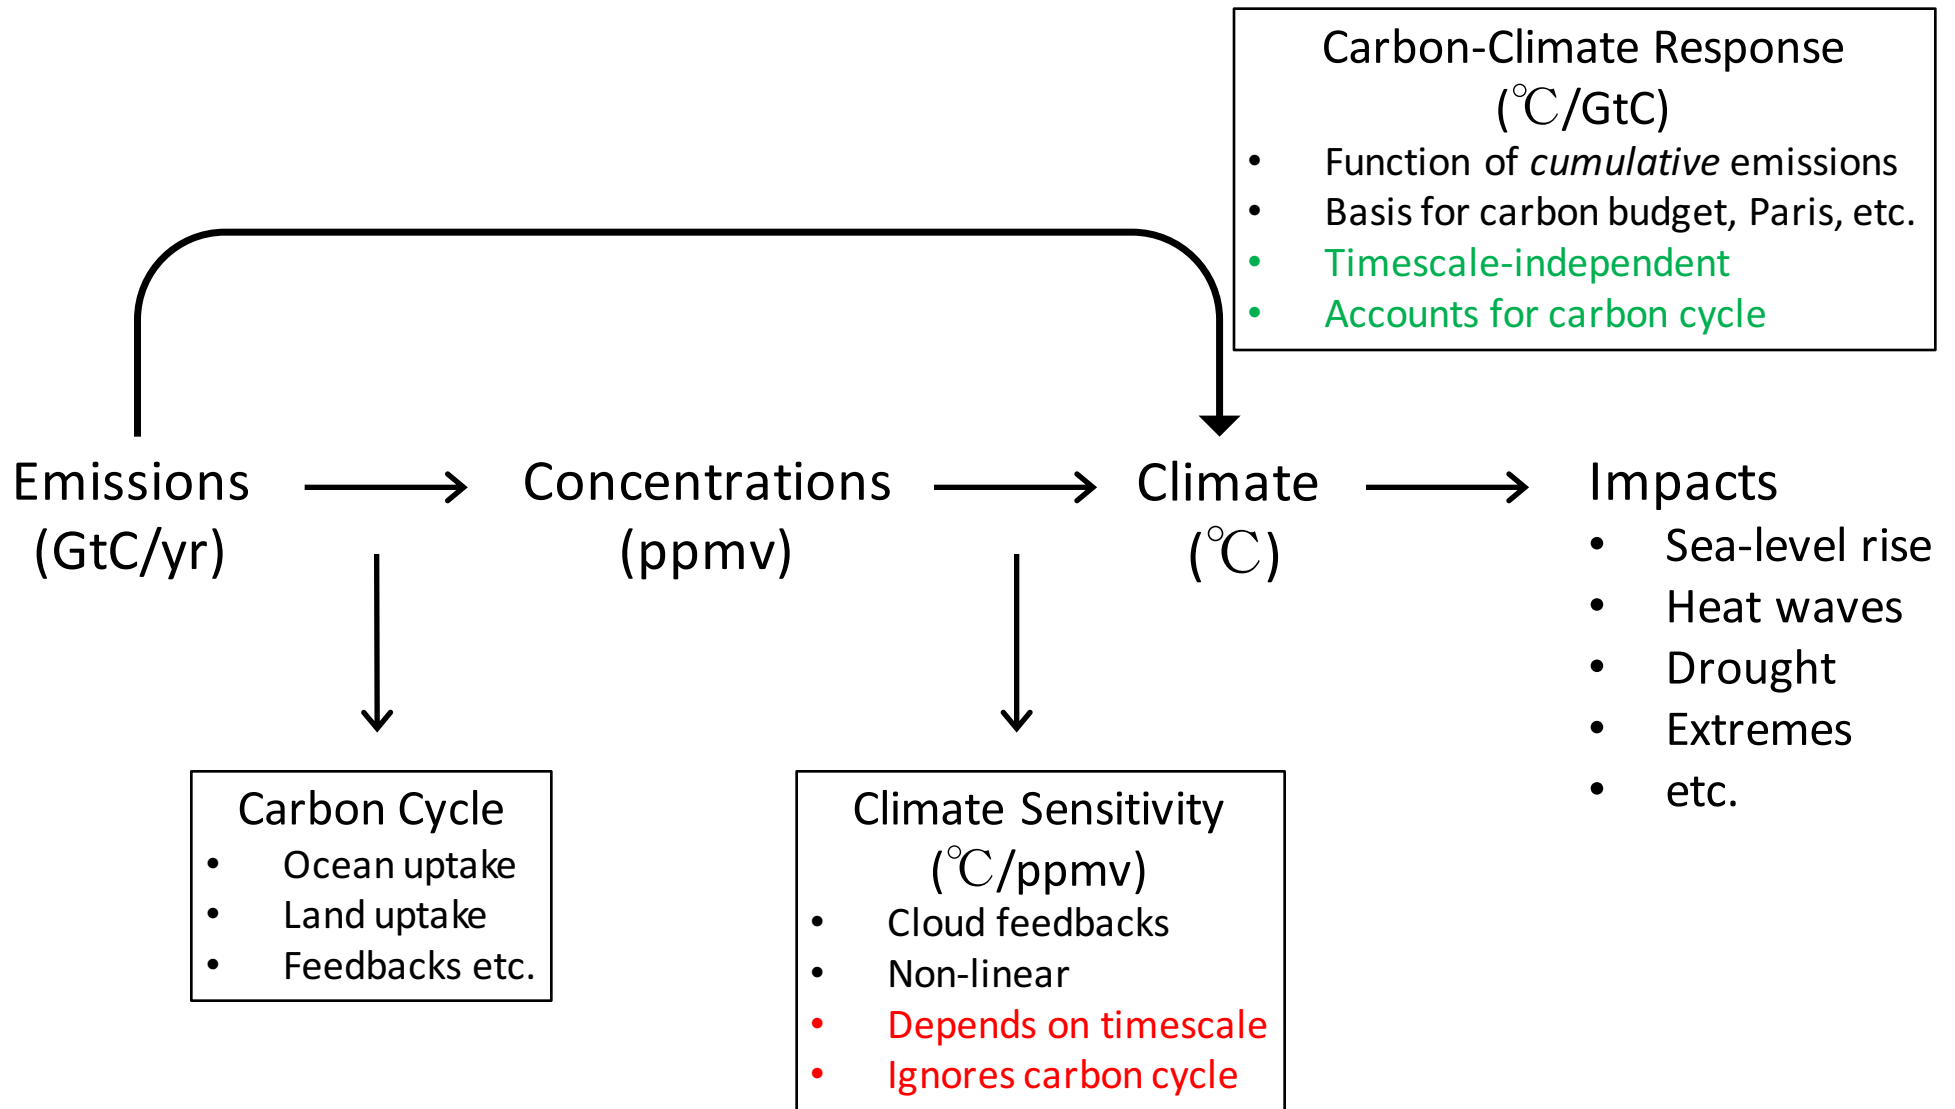 Carbon-Climate Response
(℃/GtC)
• Function of cumulative emissions
• Basis for carbon budget, Paris, etc.
• Timescale-independent
• Accounts for carbon cycle
Emissions
(GtC/yr)
Concentrations
(ppmv)
Climate
(℃)
Impacts
• Sea-level rise
• Heat waves
• Drought
• Extremes
• etc.
Carbon Cycle
• Ocean uptake
• Land uptake
• Feedbacks etc.
Climate Sensitivity
(℃/ppmv)
• Cloud feedbacks
• Non-linear
• Depends on timescale
• Ignores carbon cycle